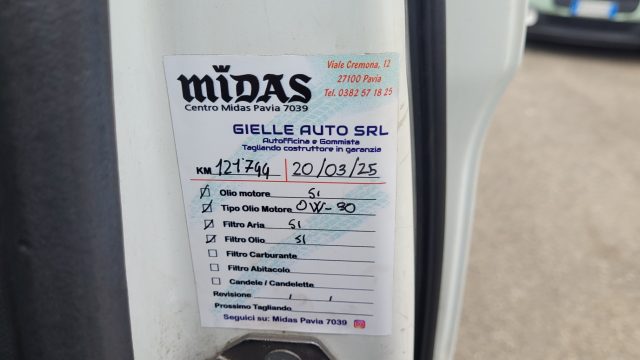 MIDAS
Centro Midas Pavia 7039
Viale Cremona, 12
27100 Pavia
Tel. 0382 57 18 25
GIELLE AUTO SRL
Autofficina e Gommista
Tagliando costruttore in garanzia
KM 121'744 20/03/25
Olio motore SI
Tipo Olio Motore 0W-30
Filtro Aria SI
Filtro Olio SI
Filtro Carburante
Filtro Abitacolo
Candele / Candelette
Revisione / /
Prossimo Tagliando
Seguici su: Midas Pavia 7039